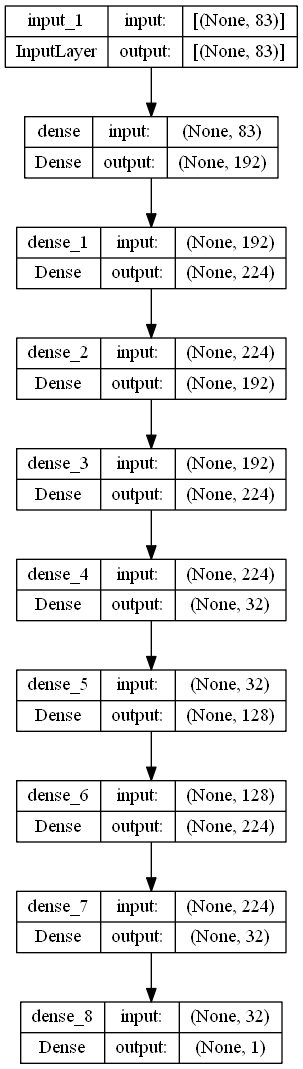 input_1 input: [(None, 83)]
InputLayer output: [(None, 83)]
dense input: (None, 83)
Dense output: (None, 192)
dense_1 input: (None, 192)
Dense output: (None, 224)
dense_2 input: (None, 224)
Dense output: (None, 192)
dense_3 input: (None, 192)
Dense output: (None, 224)
dense_4 input: (None, 224)
Dense output: (None, 32)
dense_5 input: (None, 32)
Dense output: (None, 128)
dense_6 input: (None, 128)
Dense output: (None, 224)
dense_7 input: (None, 224)
Dense output: (None, 32)
dense_8 input: (None, 32)
Dense output: (None, 1)